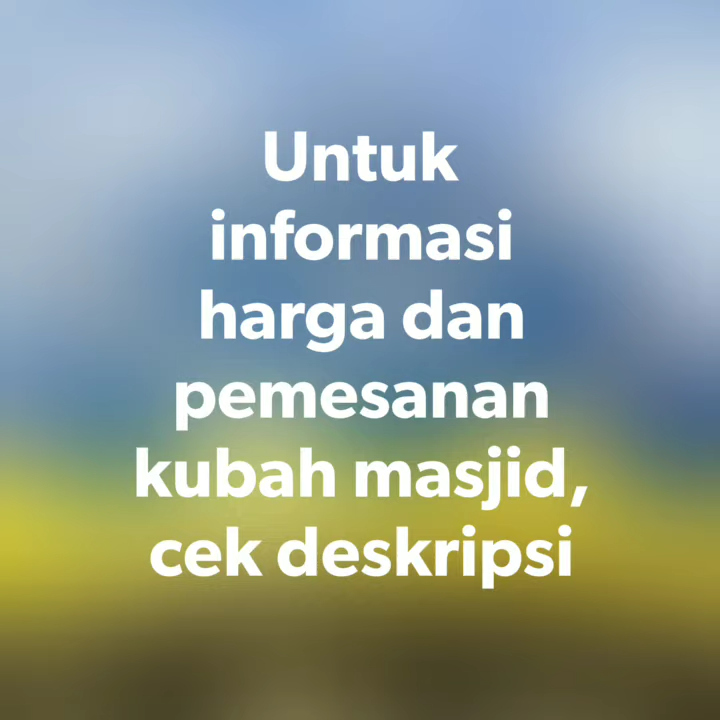 Untuk
informasi
harga dan
pemesanan
kubah masjid,
cek deskripsi